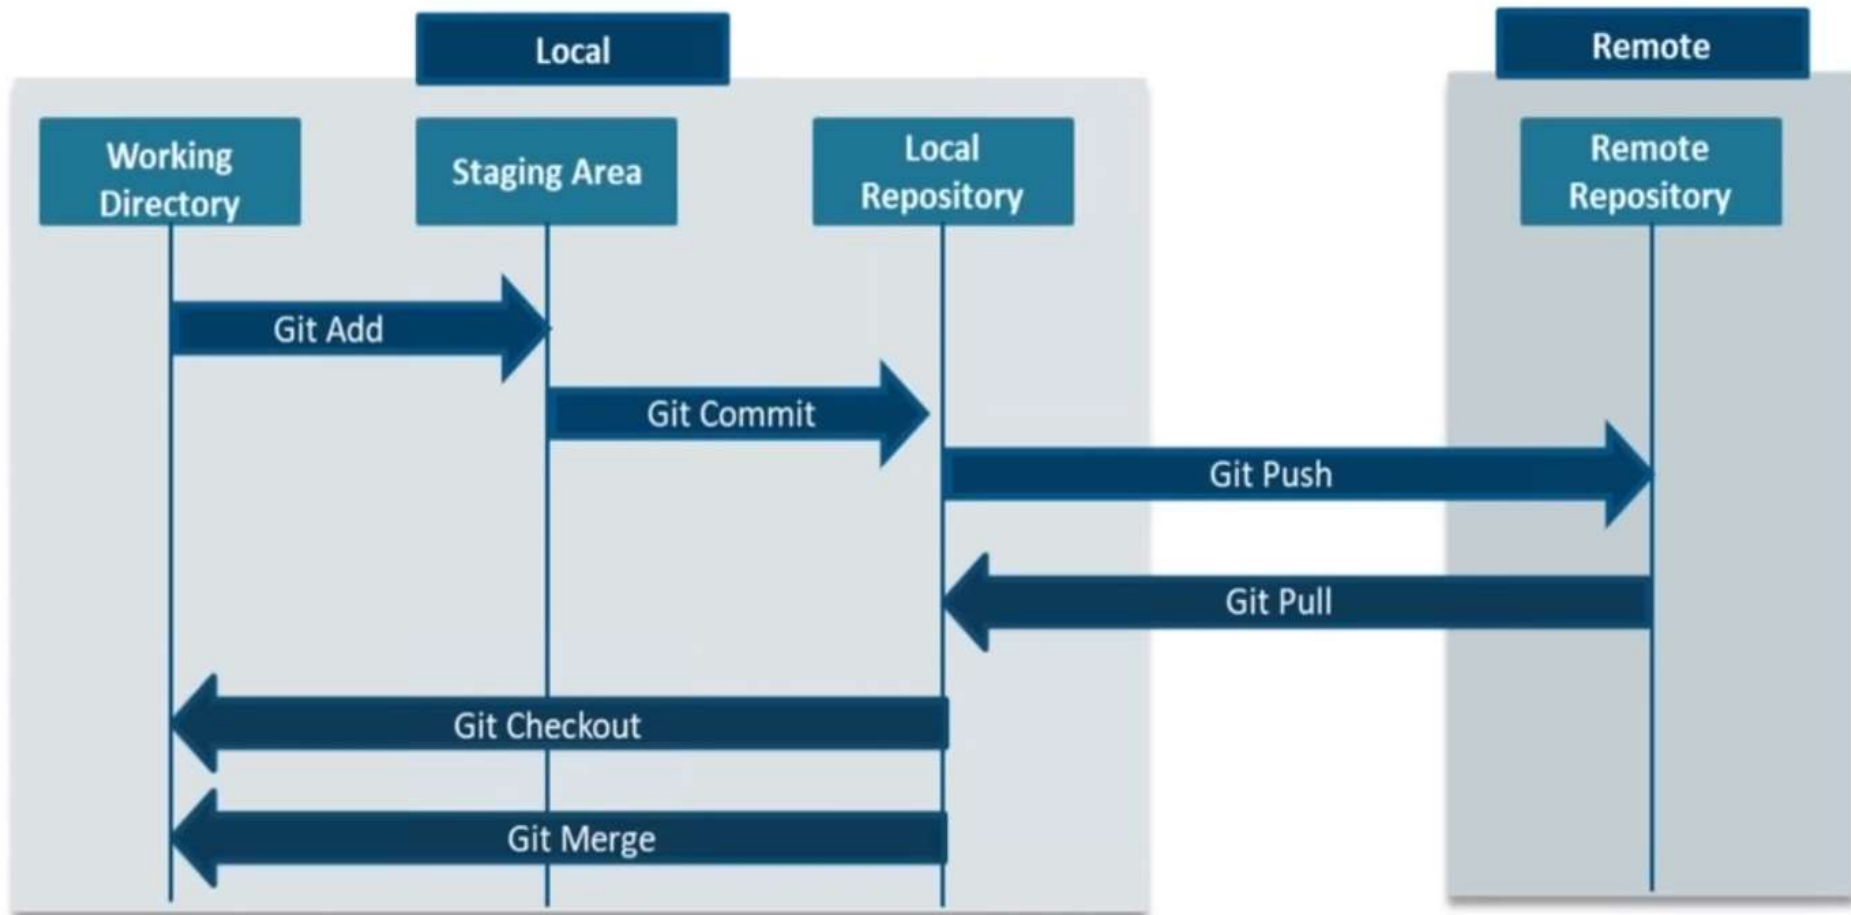 Local
Remote
Working
Directory
Staging Area
Local
Repository
Remote
Repository
Git Add
Git Commit
Git Push
Git Pull
Git Checkout
Git Merge